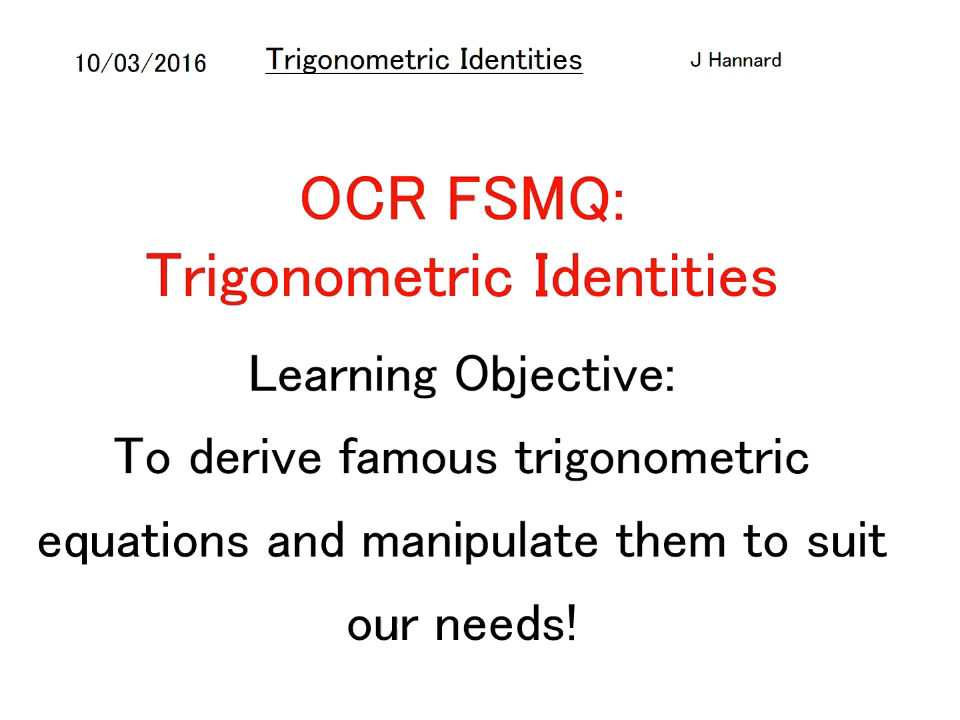 10/03/2016 Trigonometric Identities J Hannard
OCR FSMQ:
Trigonometric Identities
Learning Objective:
To derive famous trigonometric
equations and manipulate them to suit
our needs!